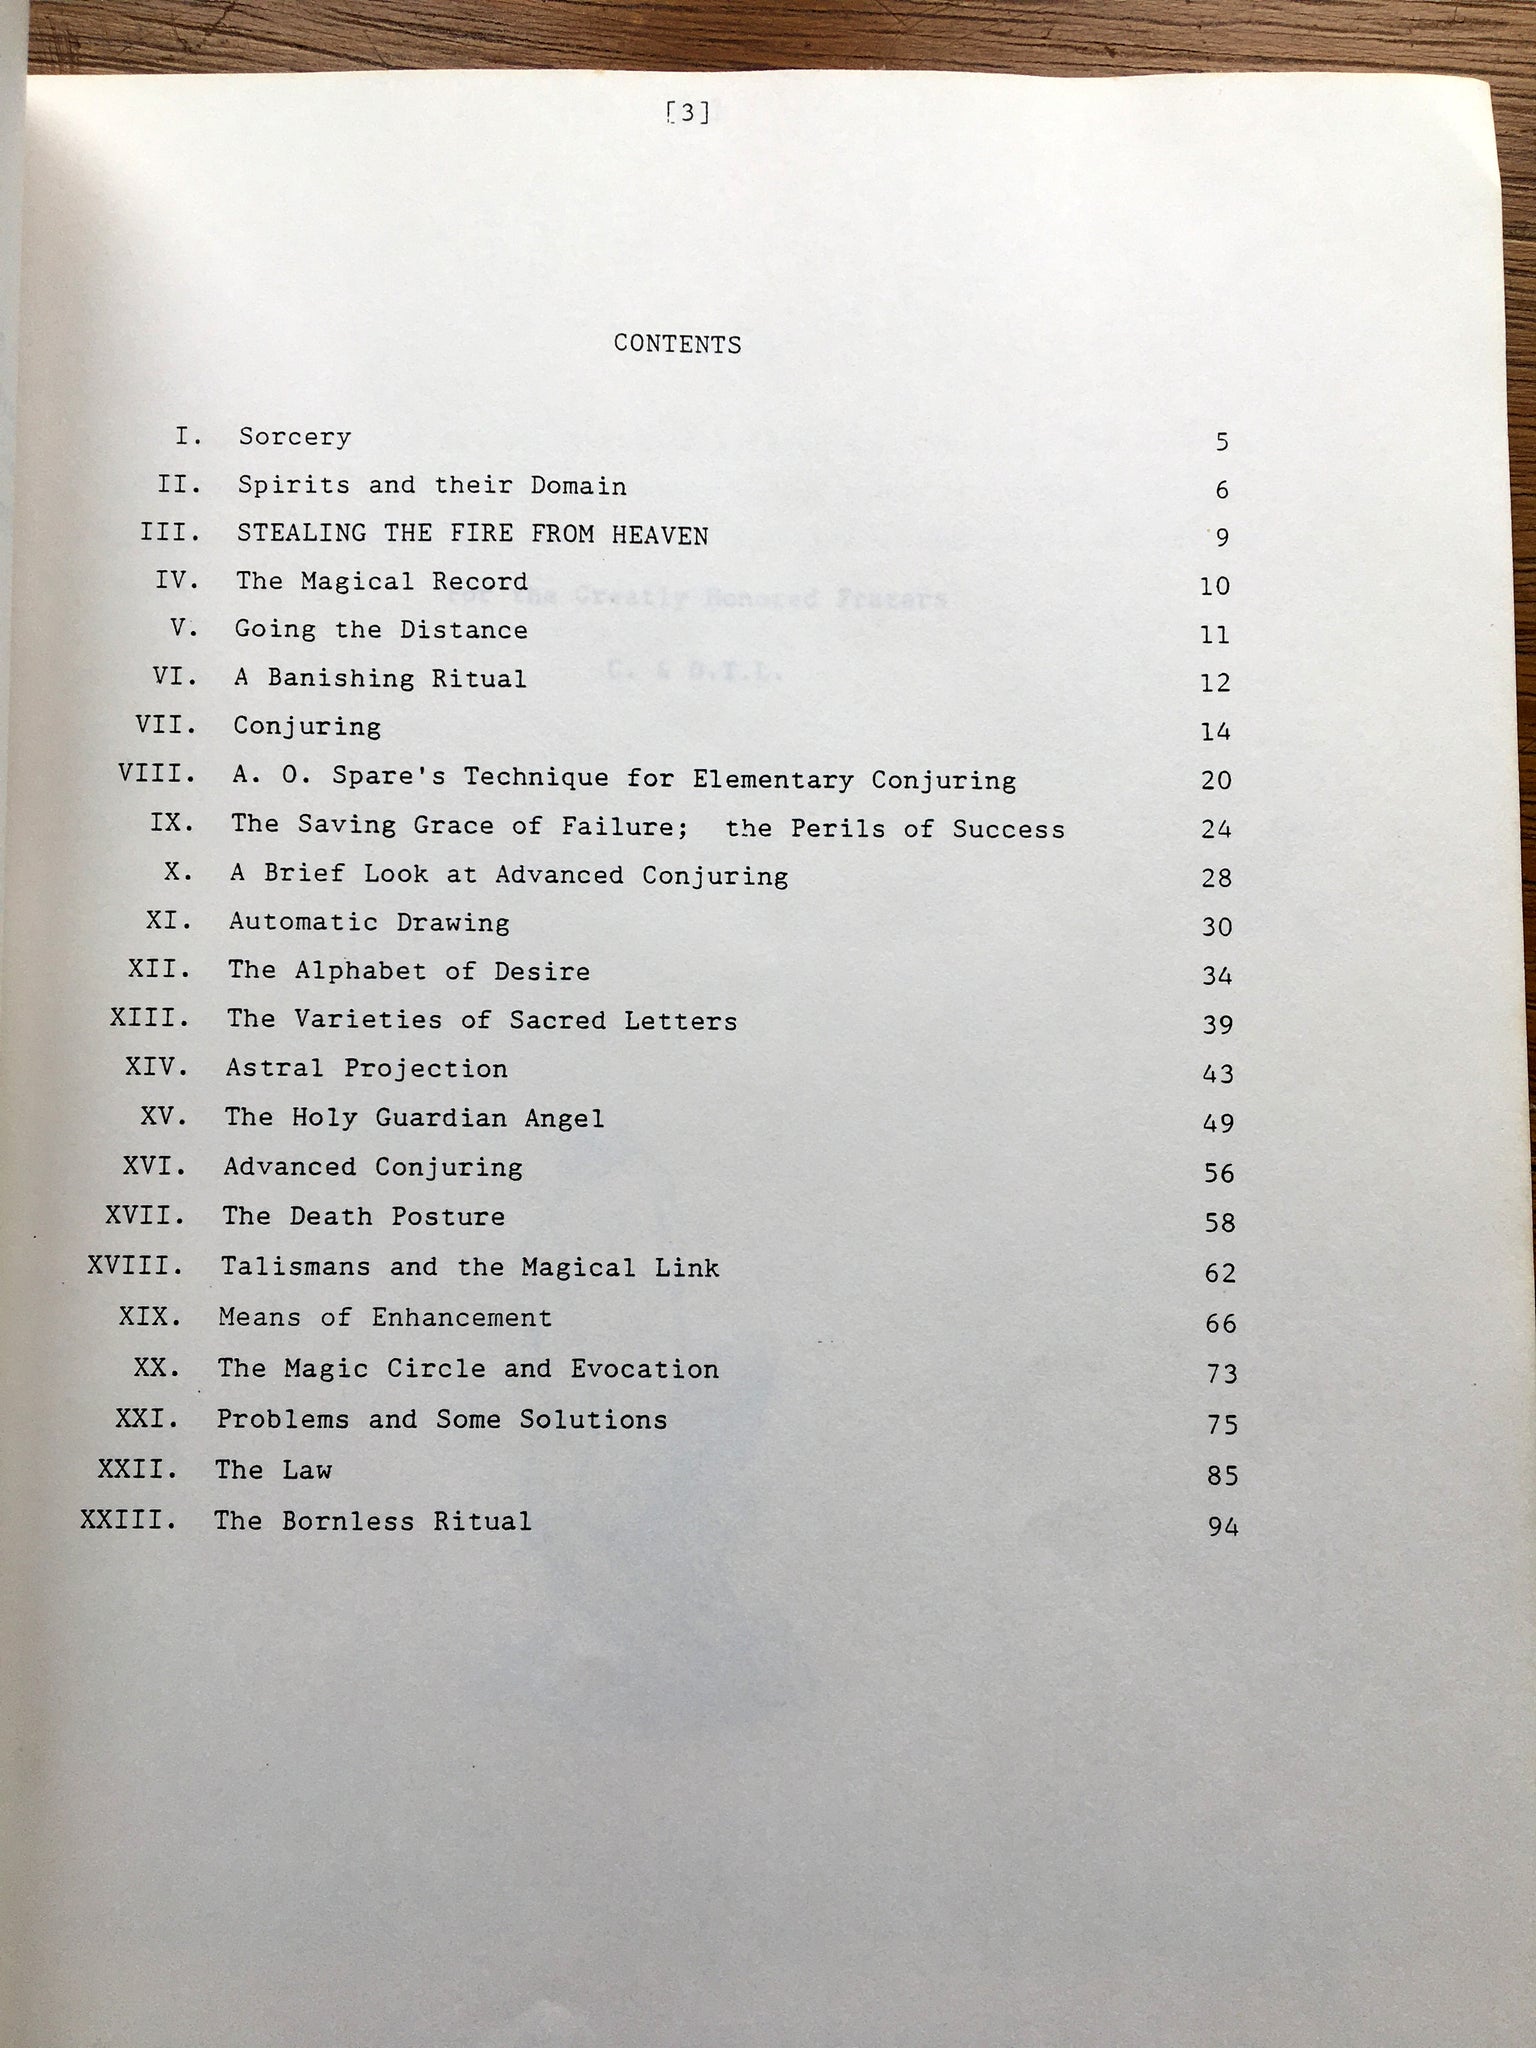 [3]
CONTENTS
I. Sorcery 5
II. Spirits and their Domain 6
III. STEALING THE FIRE FROM HEAVEN 9
IV. The Magical Record 10
V. Going the Distance 11
VI. A Banishing Ritual 12
VII. Conjuring 14
VIII. A. O. Spare's Technique for Elementary Conjuring 20
IX. The Saving Grace of Failure; the Perils of Success 24
X. A Brief Look at Advanced Conjuring 28
XI. Automatic Drawing 30
XII. The Alphabet of Desire 34
XIII. The Varieties of Sacred Letters 39
XIV. Astral Projection 43
XV. The Holy Guardian Angel 49
XVI. Advanced Conjuring 56
XVII. The Death Posture 58
XVIII. Talismans and the Magical Link 62
XIX. Means of Enhancement 66
XX. The Magic Circle and Evocation 73
XXI. Problems and Some Solutions 75
XXII. The Law 85
XXIII. The Bornless Ritual 94